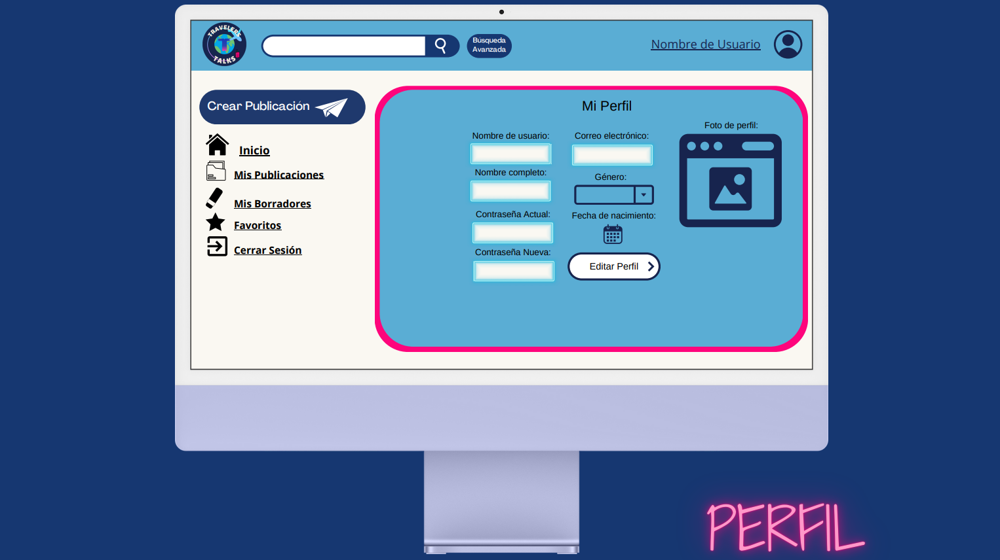 TRAVELERS
T
TALKS
Búsqueda
Avanzada
Nombre de Usuario
Crear Publicación
Inicio
Mis Publicaciones
Mis Borradores
Favoritos
Cerrar Sesión
Mi Perfil
Nombre de usuario:
Nombre completo:
Contraseña Actual:
Contraseña Nueva:
Correo electrónico:
Género:
Fecha de nacimiento:
Editar Perfil
Foto de perfil:
PERFIL